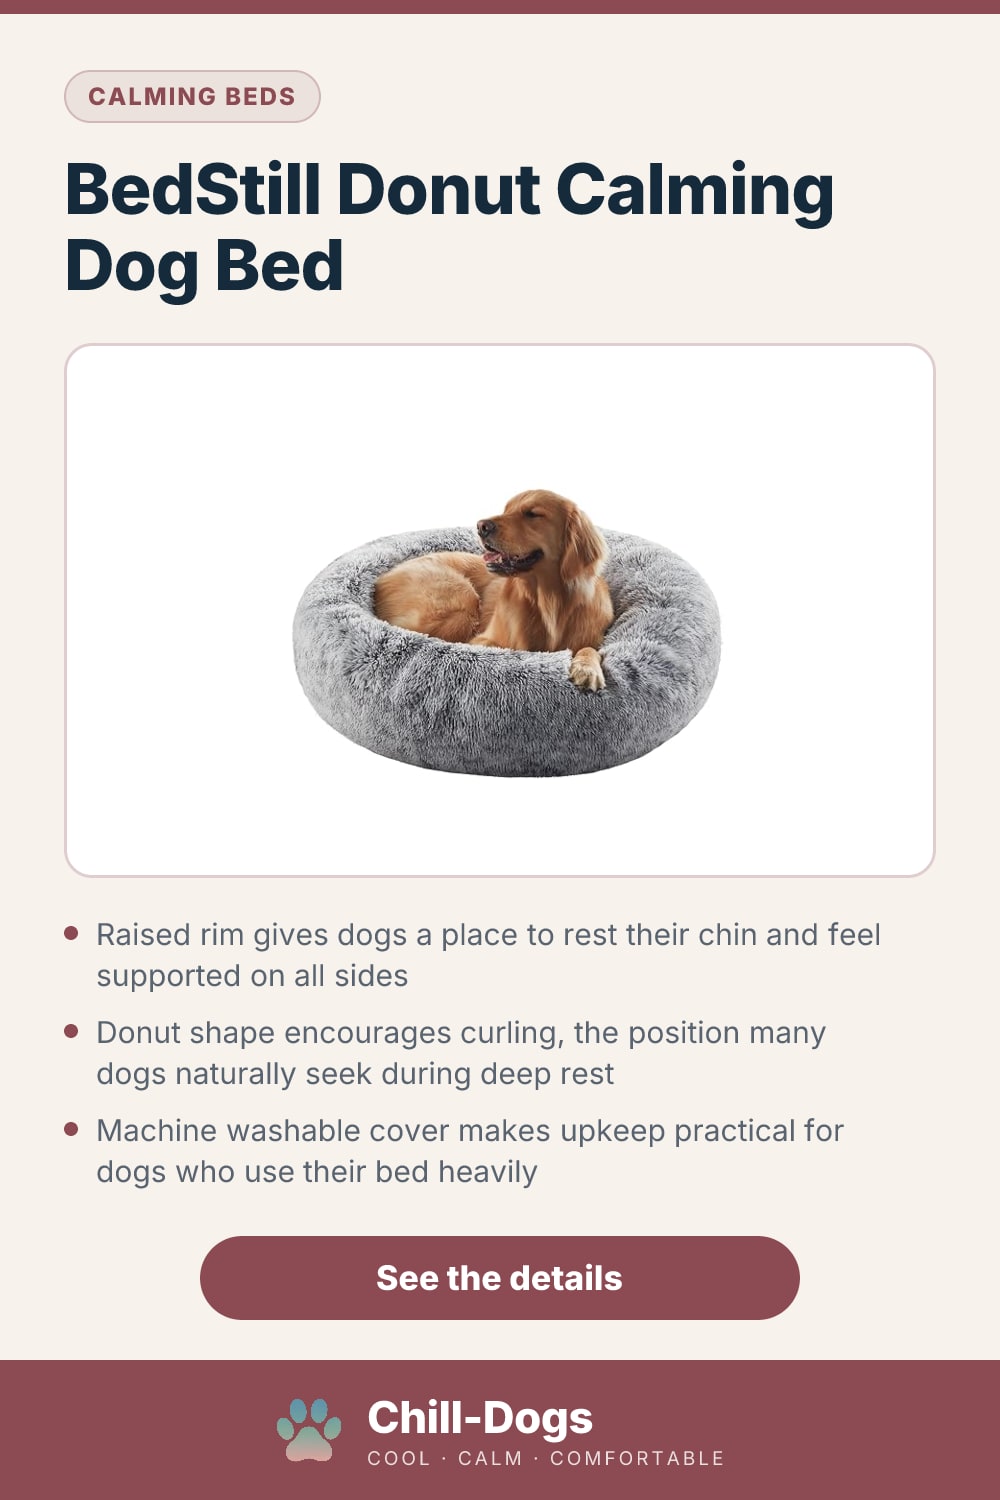 CALMING BEDS
BedStill Donut Calming
Dog Bed
Raised rim gives dogs a place to rest their chin and feel
supported on all sides
Donut shape encourages curling, the position many
dogs naturally seek during deep rest
Machine washable cover makes upkeep practical for
dogs who use their bed heavily
See the details
Chill-Dogs
COOL · CALM · COMFORTABLE